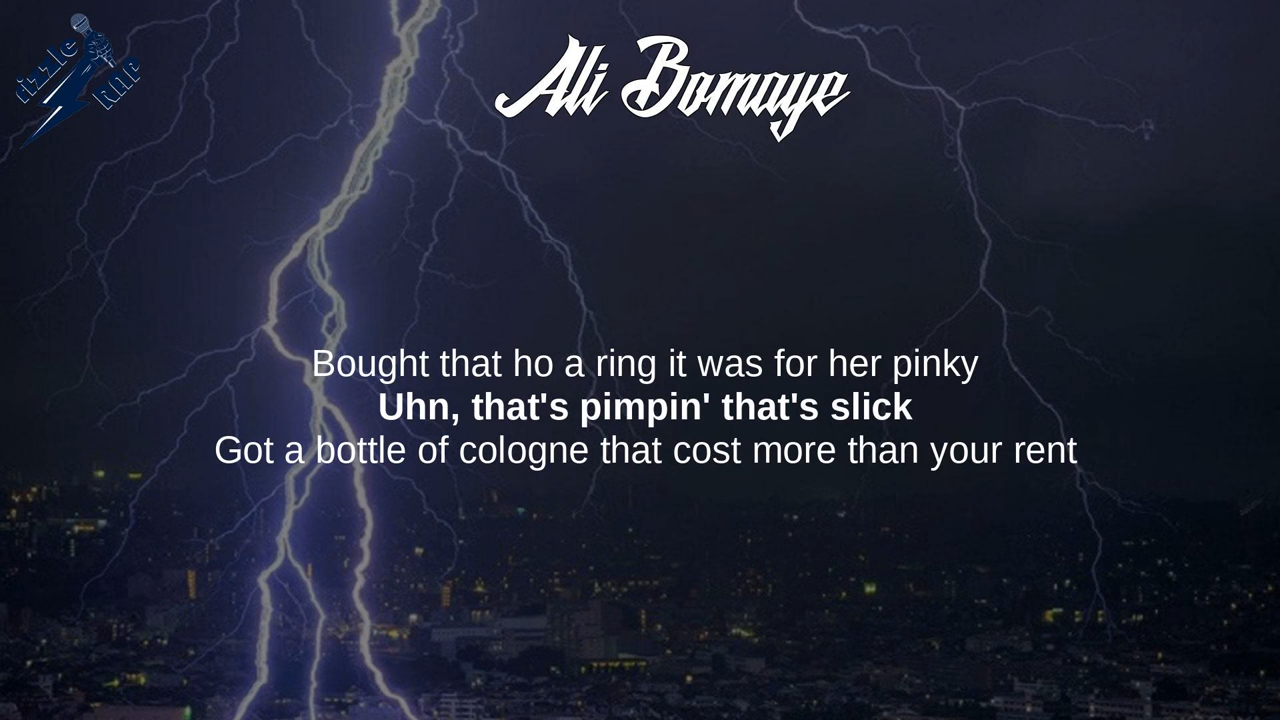 Ali Bomaye
Bought that ho a ring it was for her pinky
Uhn, that's pimpin' that's slick
Got a bottle of cologne that cost more than your rent